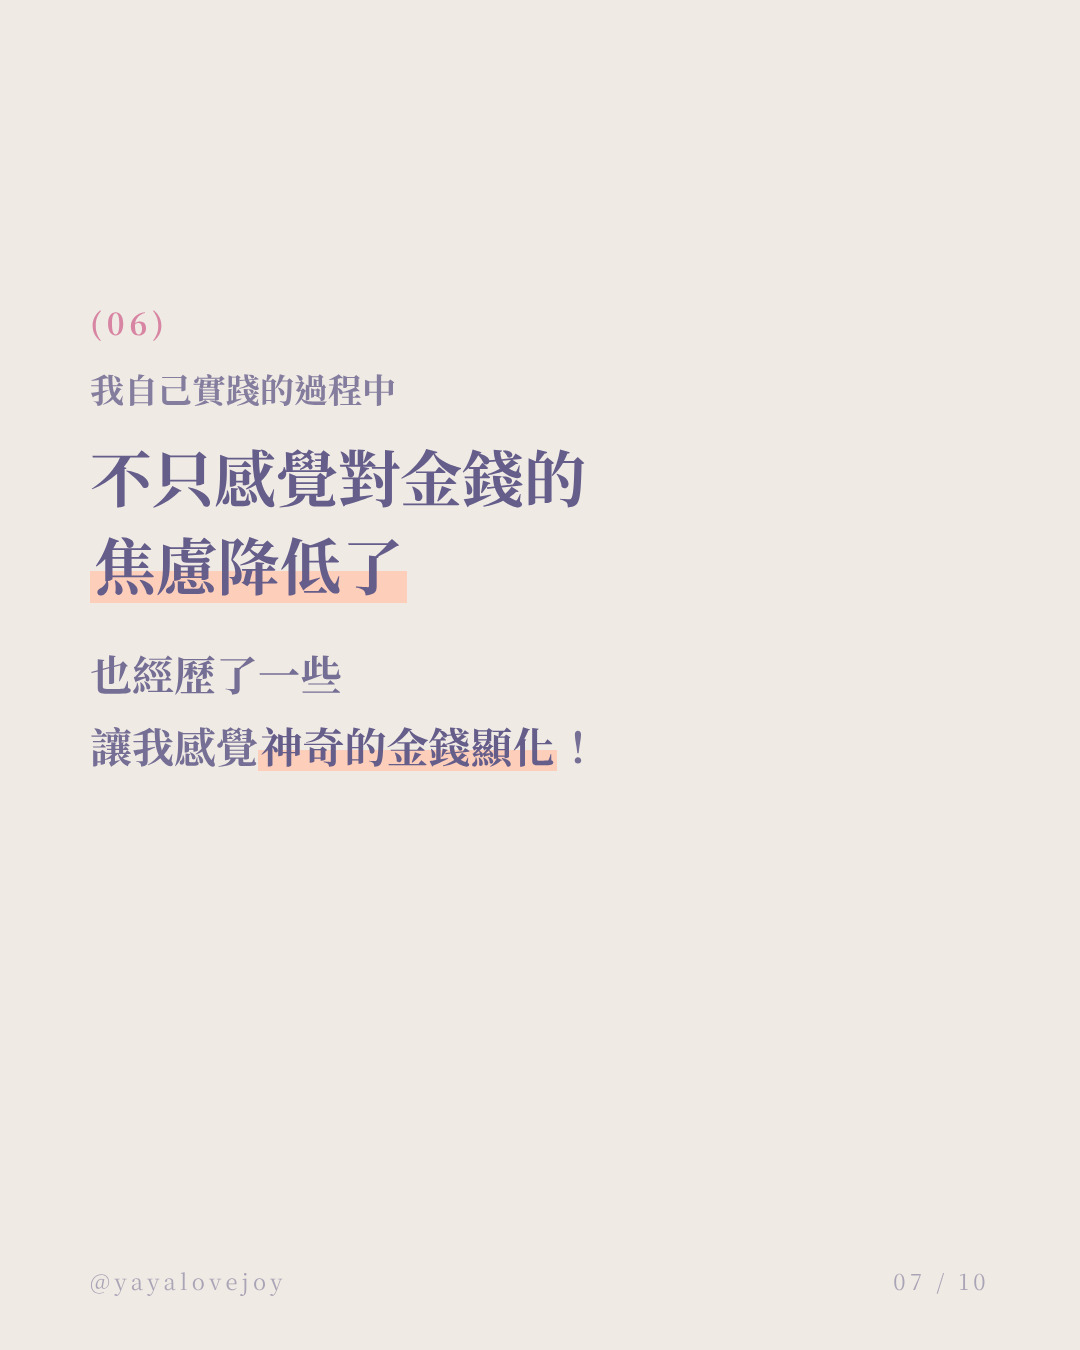 (06)
我自己實踐的過程中
不只感覺對金錢的
焦慮降低了
也經歷了一些
讓我感覺神奇的金錢顯化！
@yayalovejoy
07 / 10